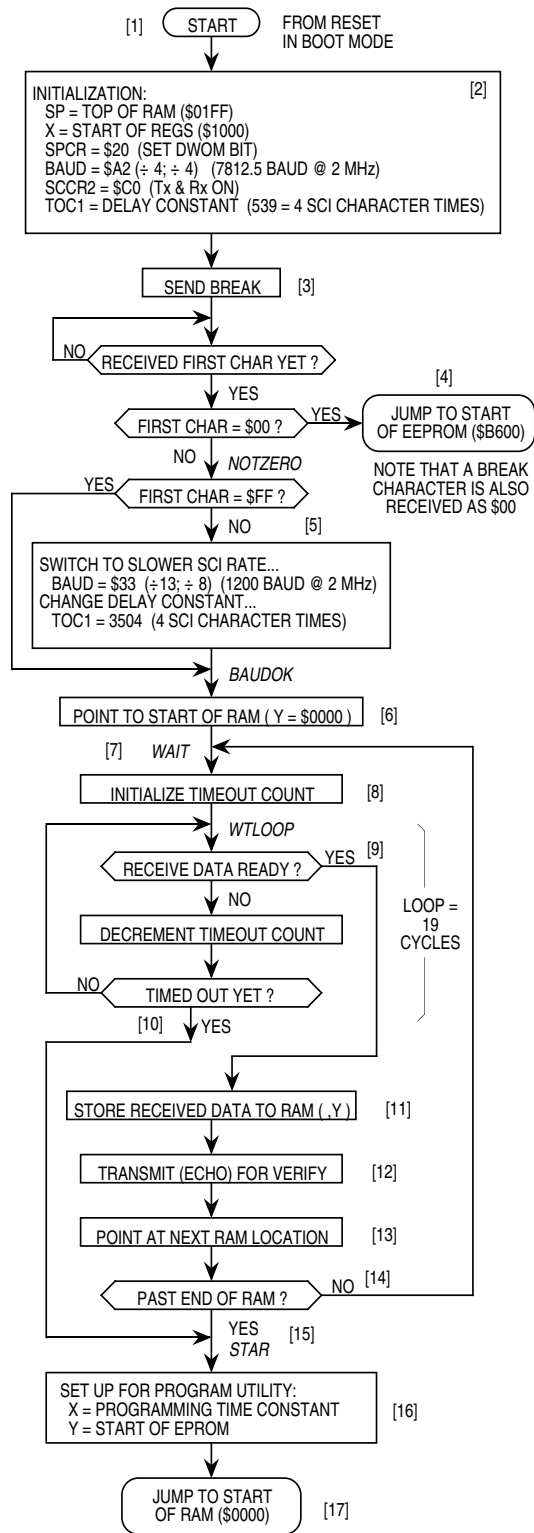 [1]
START
FROM RESET
IN BOOT MODE
INITIALIZATION:
[2]
SP = TOP OF RAM ($01FF)
X = START OF REGS ($1000)
SPCR = $20 (SET DWOM BIT)
BAUD = $A2 (÷ 4; ÷ 4) (7812.5 BAUD @ 2 MHz)
SCCR2 = $C0 (Tx & Rx ON)
TOC1 = DELAY CONSTANT (539 = 4 SCI CHARACTER TIMES)
SEND BREAK
[3]
NO
RECEIVED FIRST CHAR YET ?
YES
[4]
FIRST CHAR = $00 ?
YES
JUMP TO START
OF EEPROM ($B600)
NO
NOTZERO
NOTE THAT A BREAK
CHARACTER IS ALSO
RECEIVED AS $00
YES
FIRST CHAR = $FF ?
NO
[5]
SWITCH TO SLOWER SCI RATE...
BAUD = $33 (÷13; ÷ 8) (1200 BAUD @ 2 MHz)
CHANGE DELAY CONSTANT...
TOC1 = 3504 (4 SCI CHARACTER TIMES)
BAUDOK
POINT TO START OF RAM ( Y = $0000 )
[6]
[7]
WAIT
INITIALIZE TIMEOUT COUNT
[8]
WTLOOP
RECEIVE DATA READY ?
YES
[9]
NO
DECREMENT TIMEOUT COUNT
LOOP =
19
CYCLES
NO
TIMED OUT YET ?
[10]
YES
STORE RECEIVED DATA TO RAM ( ,Y )
[11]
TRANSMIT (ECHO) FOR VERIFY
[12]
POINT AT NEXT RAM LOCATION
[13]
PAST END OF RAM ?
NO
[14]
YES
[15]
STAR
SET UP FOR PROGRAM UTILITY:
X = PROGRAMMING TIME CONSTANT
Y = START OF EPROM
[16]
JUMP TO START
OF RAM ($0000)
[17]